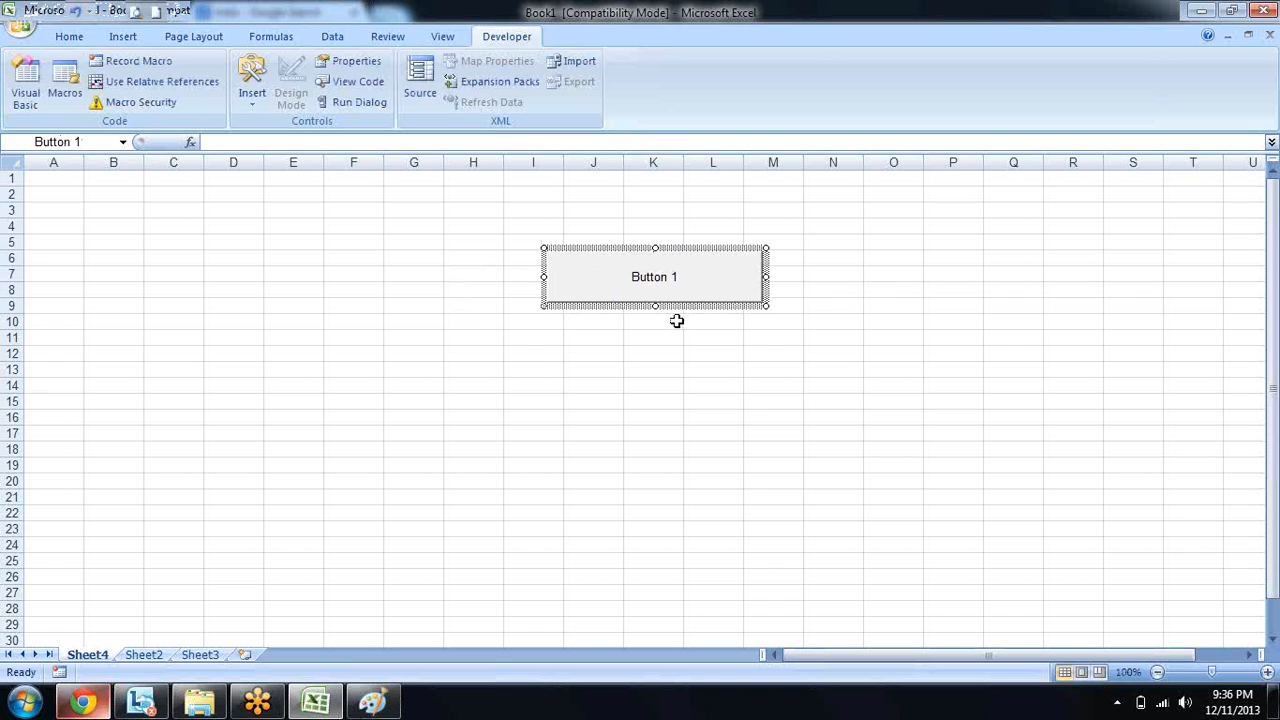 Book1 [Compatibility Mode] - Microsoft Excel
Home Insert Page Layout Formulas Data Review View Developer
Visual Basic
Macros
Record Macro
Use Relative References
Macro Security
Code
Insert
Design Mode
Properties
View Code
Run Dialog
Controls
Source
Map Properties
Expansion Packs
Refresh Data
Import
Export
XML
Button 1
fx
A B C D E F G H I J K L M N O P Q R S T U
1
2
3
4
5
6
7
8
9
10
11
12
13
14
15
16
17
18
19
20
21
22
23
24
25
26
27
28
29
30
Button 1
Sheet4 Sheet2 Sheet3
Ready
100%
9:36 PM
12/11/2013